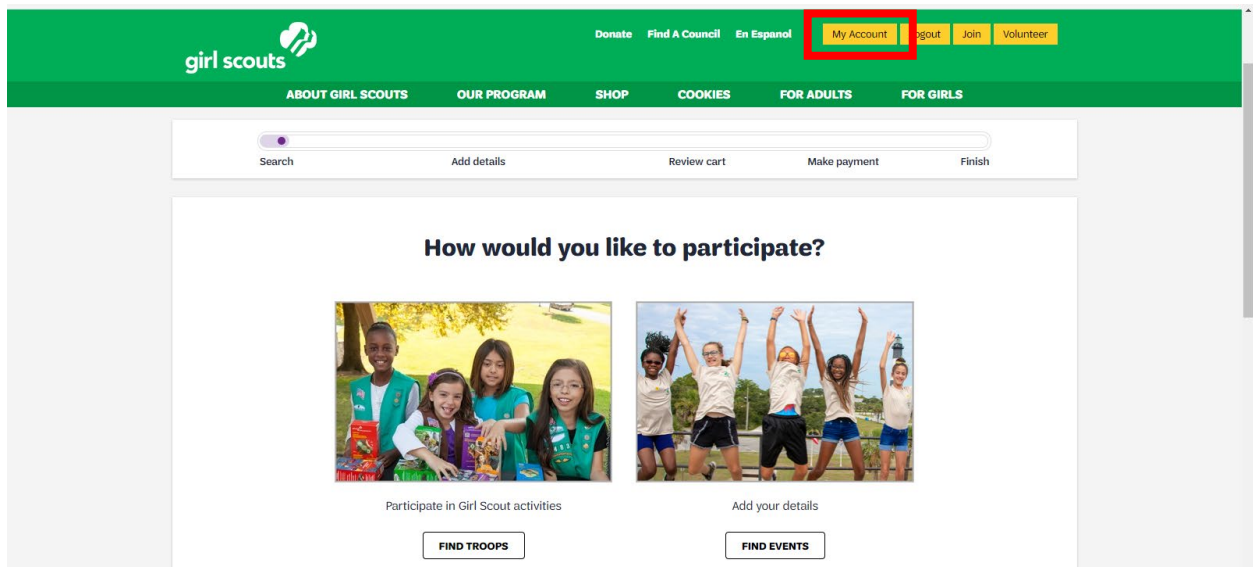 Donate Find A Council En Espanol My Account Logout Join Volunteer
girl scouts
ABOUT GIRL SCOUTS OUR PROGRAM SHOP COOKIES FOR ADULTS FOR GIRLS
Search Add details Review cart Make payment Finish
How would you like to participate?
Participate in Girl Scout activities Add your details
FIND TROOPS FIND EVENTS